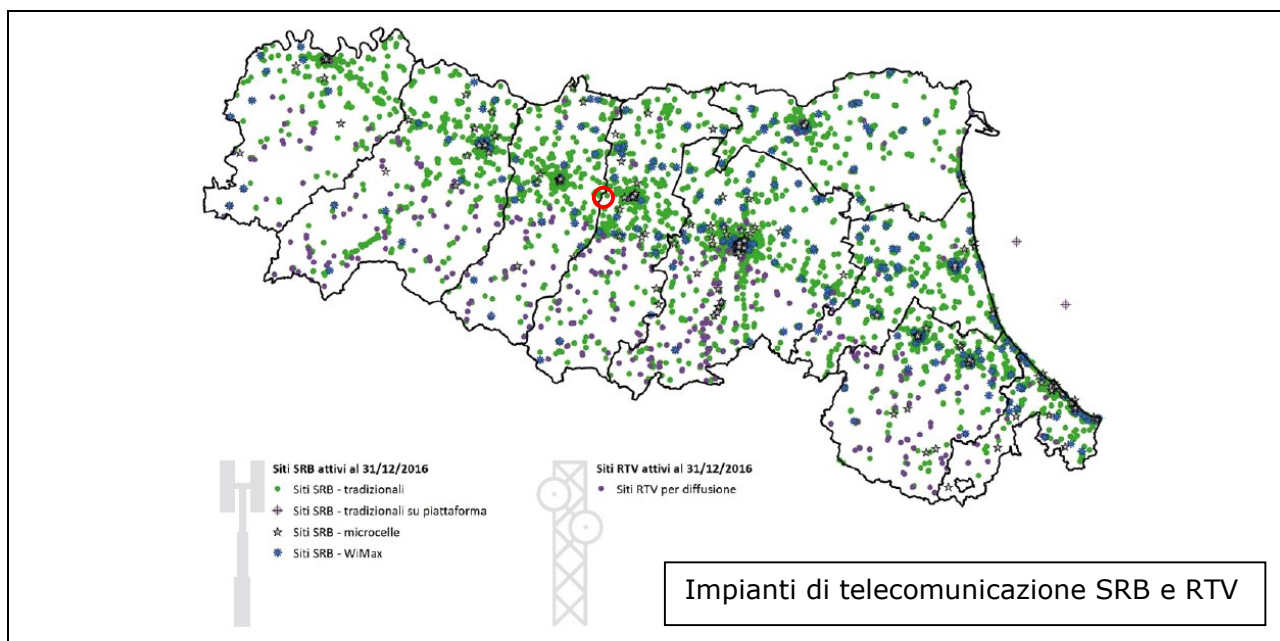 Siti SRB attivi al 31/12/2016
Siti SRB - tradizionali
Siti SRB - tradizionali su piattaforma
Siti SRB - microcelle
Siti SRB - WiMax
Siti RTV attivi al 31/12/2016
Siti RTV per diffusione
Impianti di telecomunicazione SRB e RTV